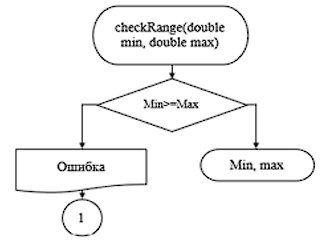 checkRange(double
min, double max)
Min>=Max
Ошибка
Min, max
1